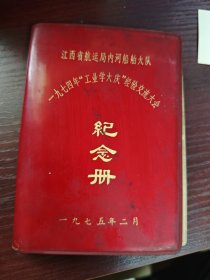 江西省航运局内河船舶大队
一九七四年“工业学大庆”经验交流大会
纪念册
一九七五年二月